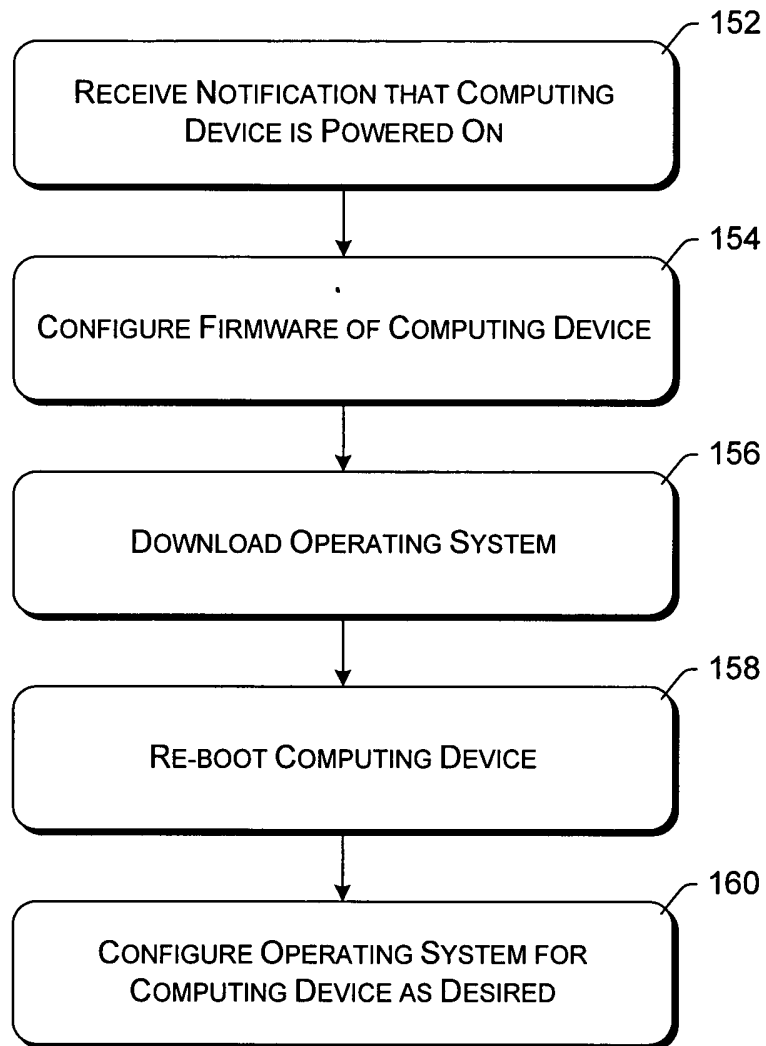 152
RECEIVE NOTIFICATION THAT COMPUTING
DEVICE IS POWERED ON
154
CONFIGURE FIRMWARE OF COMPUTING DEVICE
156
DOWNLOAD OPERATING SYSTEM
158
RE-BOOT COMPUTING DEVICE
160
CONFIGURE OPERATING SYSTEM FOR
COMPUTING DEVICE AS DESIRED